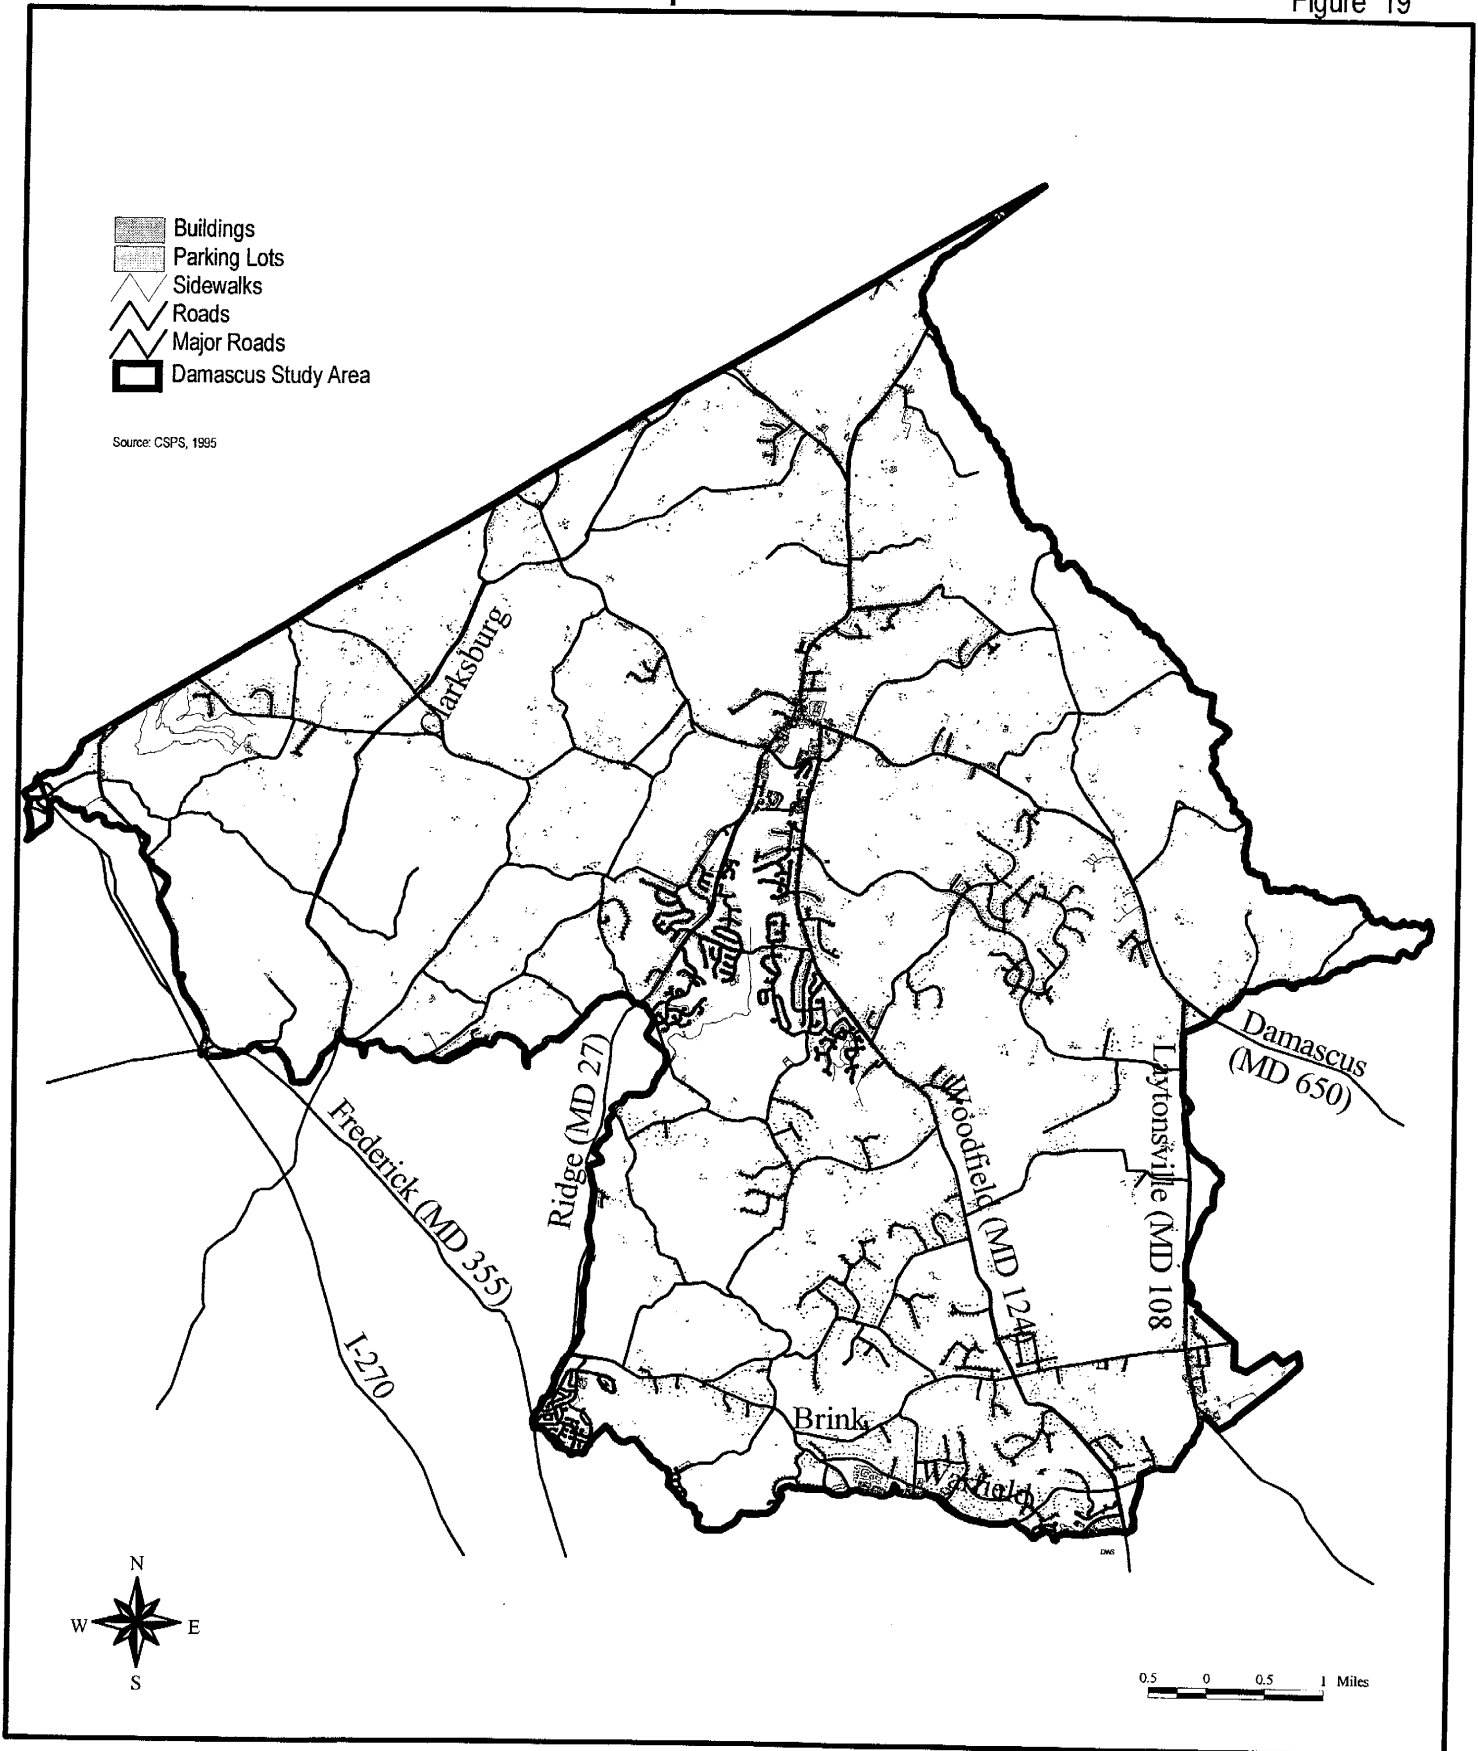 Figure 19
Buildings
Parking Lots
Sidewalks
Roads
Major Roads
Damascus Study Area
Source: CSPS, 1995
Clarksburg
Damascus
(MD 650)
Laytonsville (MD 108
Woodfield (MD 124)
Ridge (MD 27)
Frederick (MD 355)
I-270
Brink
Warfield
DWS
N
W
E
S
0.5 0 0.5 1 Miles